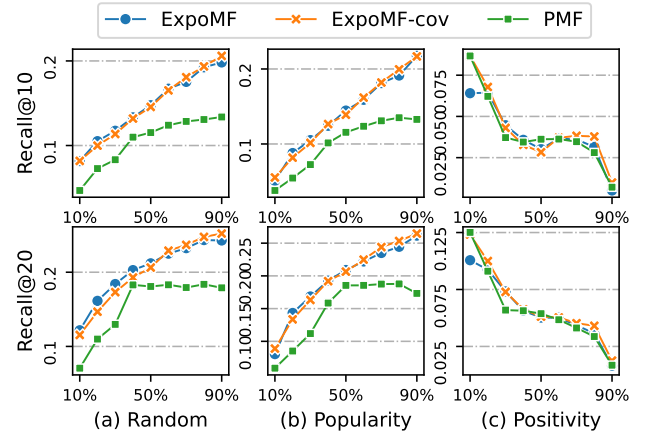 ExpoMF ExpoMF-cov PMF
Recall@10
0.2
0.1
10% 50% 90%
0.2
0.1
10% 50% 90%
0.075
0.050
0.025
10% 50% 90%
Recall@20
0.2
0.1
10% 50% 90%
0.25
0.20
0.15
0.10
10% 50% 90%
0.125
0.075
0.025
10% 50% 90%
(a) Random (b) Popularity (c) Positivity